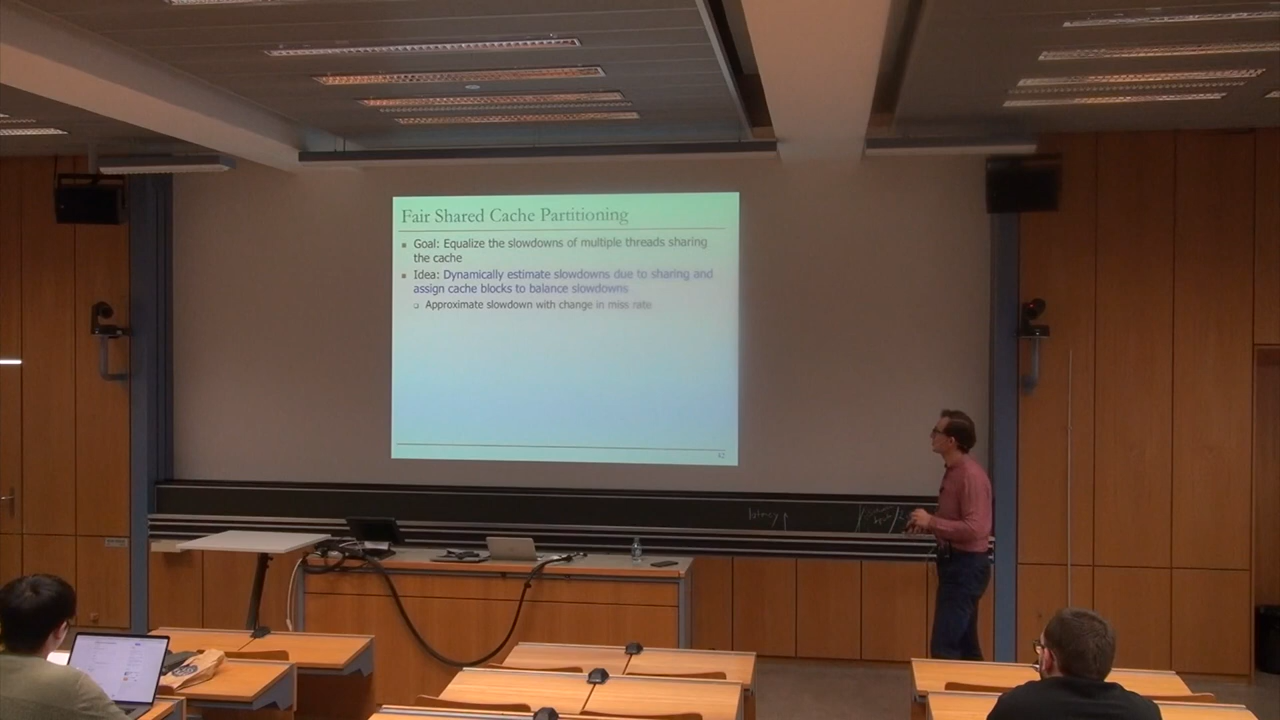 Fair Shared Cache Partitioning
Goal: Equalize the slowdowns of multiple threads sharing
the cache
Idea: Dynamically estimate slowdowns due to sharing and
assign cache blocks to balance slowdowns
Approximate slowdown with change in miss rate
latency